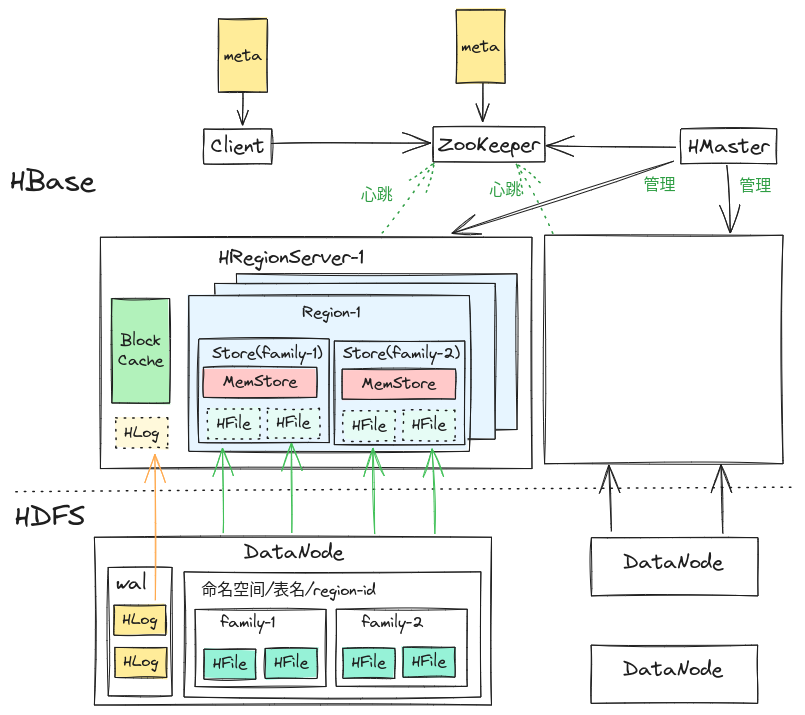 meta
meta
Client
ZooKeeper
HMaster
HBase
心跳
心跳
管理
管理
HRegionServer-1
Region-1
Block
Cache
Store(family-1)
Store(family-2)
MemStore
MemStore
HFile
HFile
HFile
HFile
HLog
HDFS
DataNode
DataNode
wal
命名空间/表名/region-id
family-1
family-2
HLog
HLog
HFile
HFile
HFile
HFile
DataNode